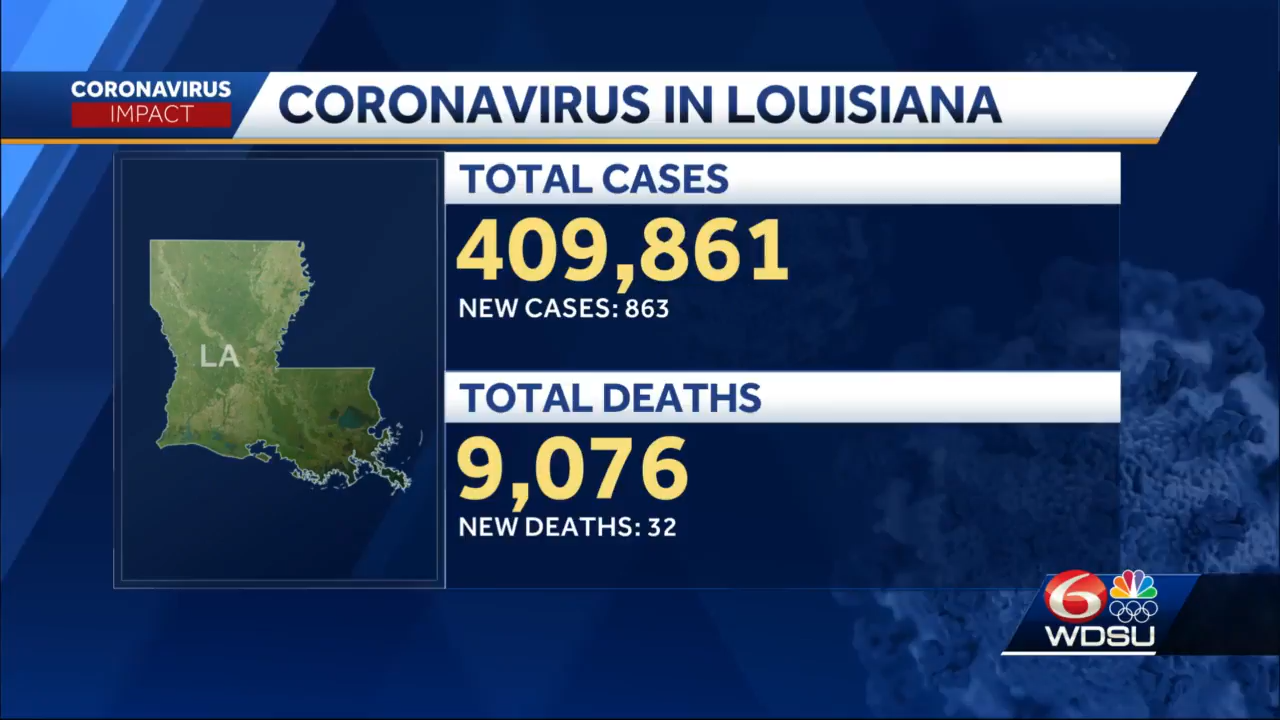 CORONAVIRUS
IMPACT
CORONAVIRUS IN LOUISIANA
TOTAL CASES
409,861
NEW CASES: 863
LA
TOTAL DEATHS
9,076
NEW DEATHS: 32
6
WDSU